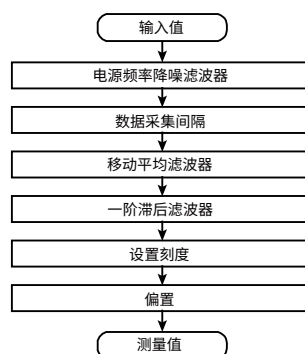 输入值
电源频率降噪滤波器
数据采集间隔
移动平均滤波器
一阶滞后滤波器
设置刻度
偏置
测量值